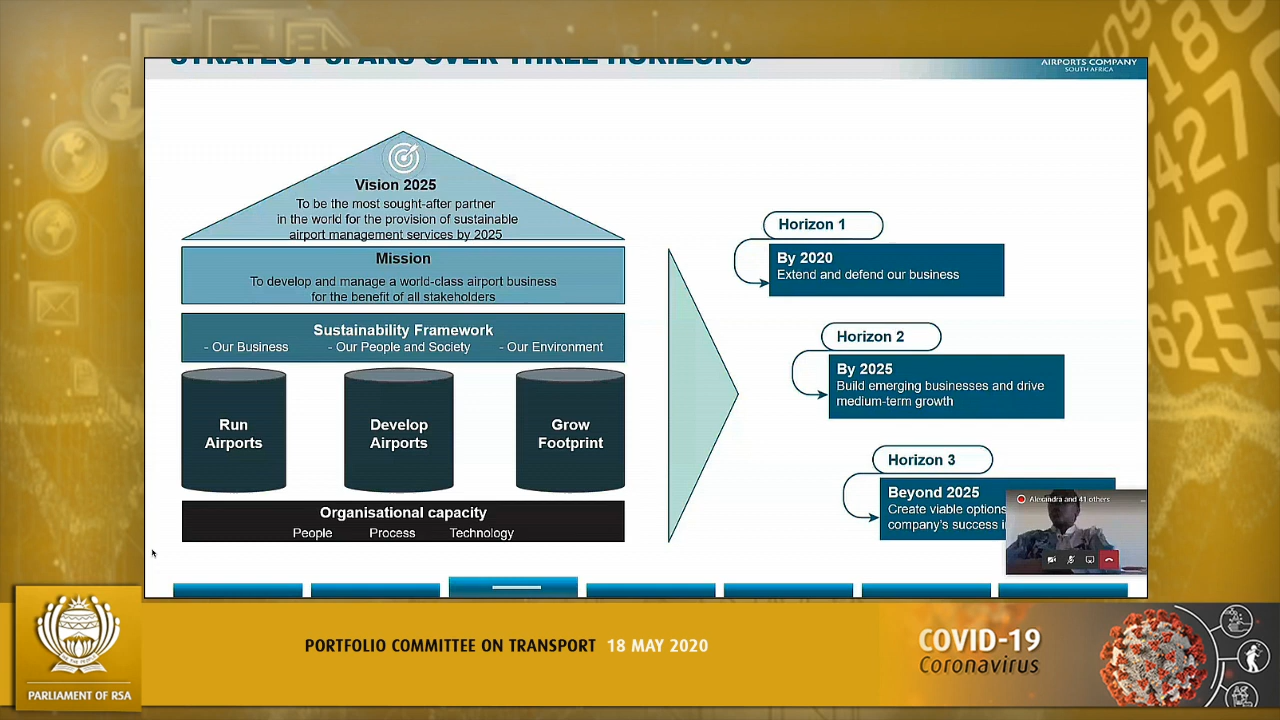 STRATEGY SPANS OVER THREE HORIZONS
AIRPORTS COMPANY
SOUTH AFRICA
Vision 2025
To be the most sought-after partner
in the world for the provision of sustainable
airport management services by 2025
Mission
To develop and manage a world-class airport business
for the benefit of all stakeholders
Sustainability Framework
- Our Business - Our People and Society - Our Environment
Run
Airports
Develop
Airports
Grow
Footprint
Organisational capacity
People Process Technology
Horizon 1
By 2020
Extend and defend our business
Horizon 2
By 2025
Build emerging businesses and drive
medium-term growth
Horizon 3
Beyond 2025
Create viable options
company's success
Alexandra and 41 others
PORTFOLIO COMMITTEE ON TRANSPORT 18 MAY 2020
PARLIAMENT OF RSA
COVID-19
Coronavirus